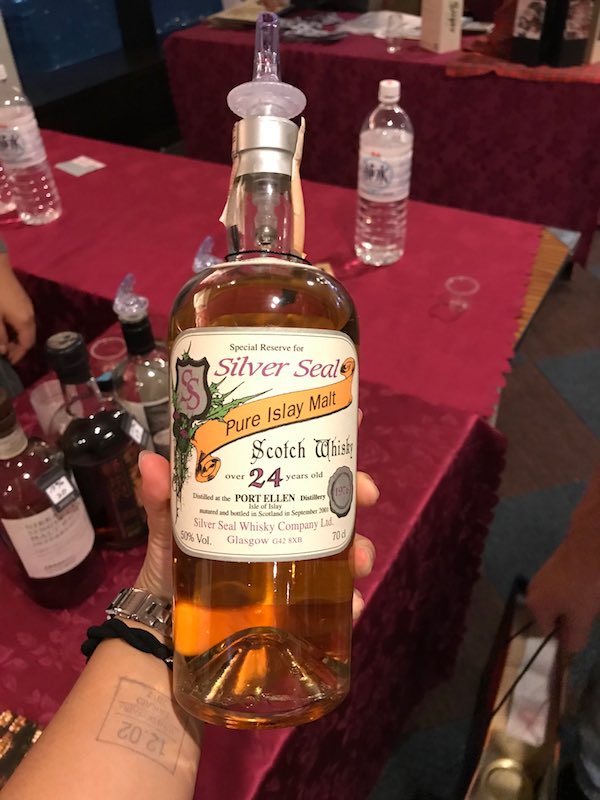 Special Reserve for
Silver Seal
SS
Pure Islay Malt
Scotch Whisky
over 24 years old
Distilled at the PORT ELLEN Distillery
Isle of Islay
matured and bottled in Scotland in September 2001
Silver Seal Whisky Company Ltd.
50% Vol. Glasgow G42 8XB 70 cl
12.02